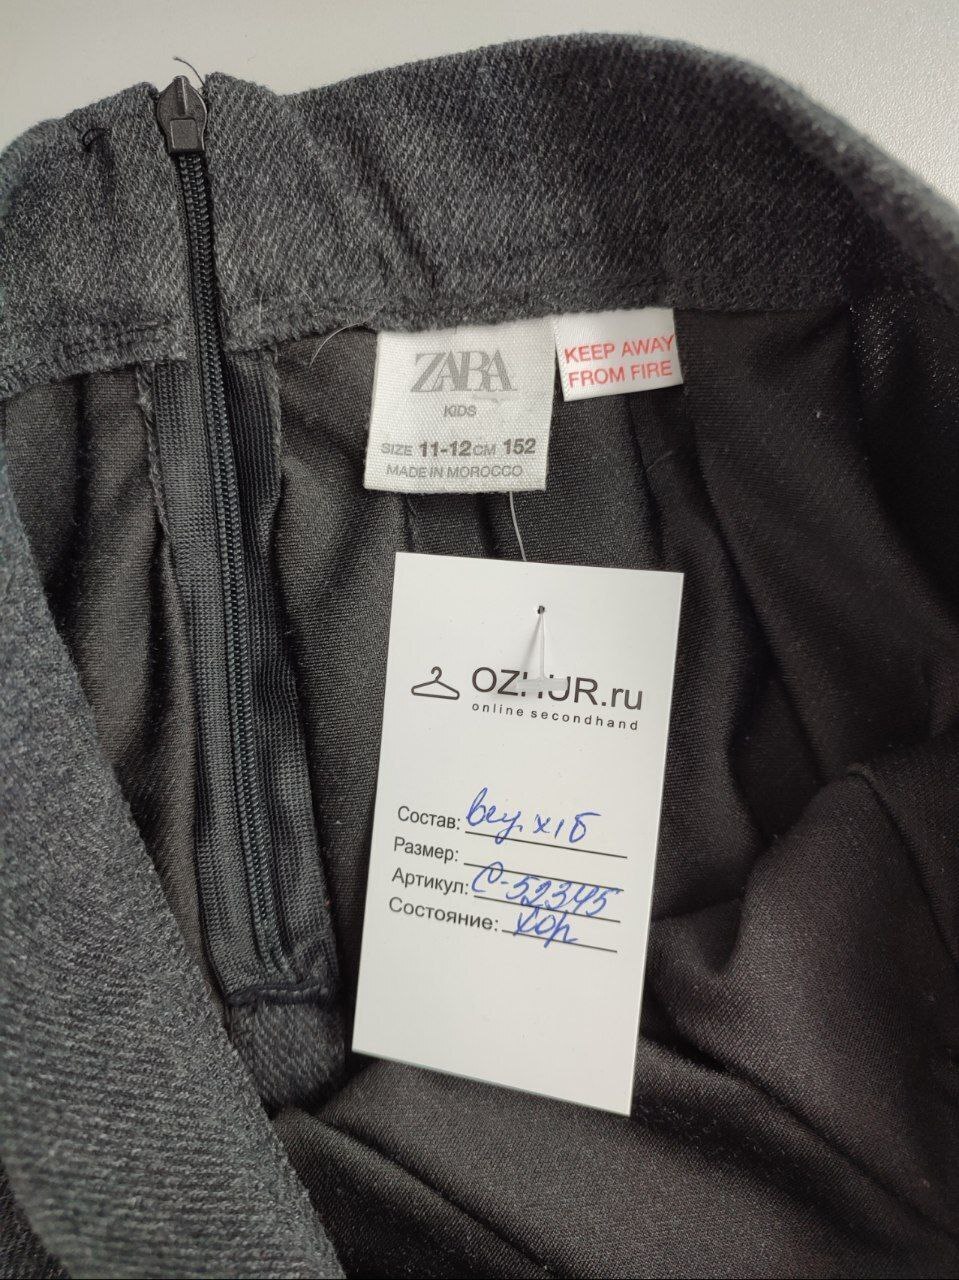 ZARA
KIDS
SIZE 11-12 CM 152
MADE IN MOROCCO
KEEP AWAY
FROM FIRE
OZHUR.ru
online secondhand
Состав: х/б
Размер:
Артикул: С-52345
Состояние: хор